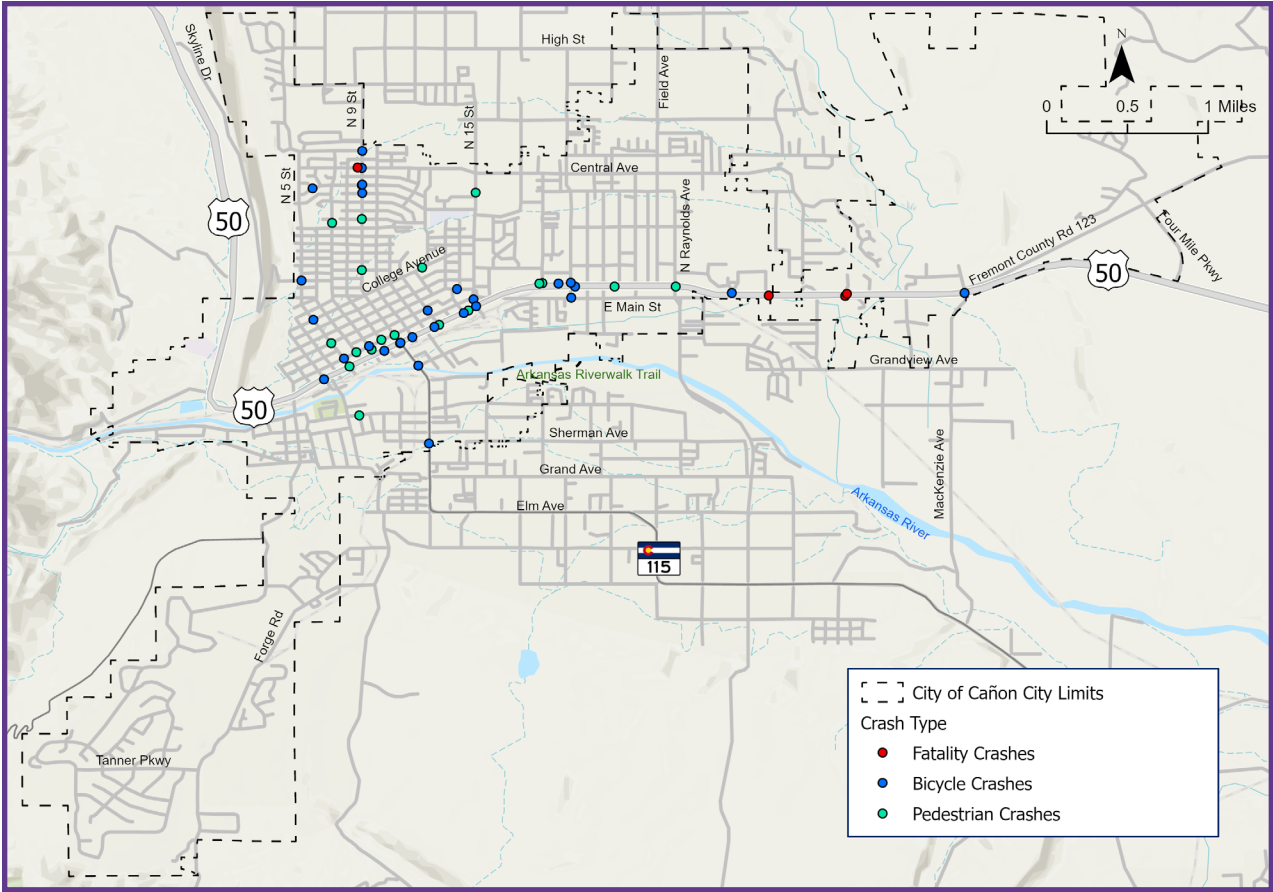 High St
N
Skyline Dr
Field Ave
N 9 St
0 0.5 1 Miles
N 15 St
Central Ave
N 5 St
N Raynolds Ave
50
Fremont County Rd 123
Four Mile Pkwy
College Avenue
50
E Main St
Grandview Ave
Arkansas Riverwalk Trail
50
Sherman Ave
MacKenzie Ave
Grand Ave
Elm Ave
Arkansas River
115
Forge Rd
Tanner Pkwy
City of Cañon City Limits
Crash Type
Fatality Crashes
Bicycle Crashes
Pedestrian Crashes